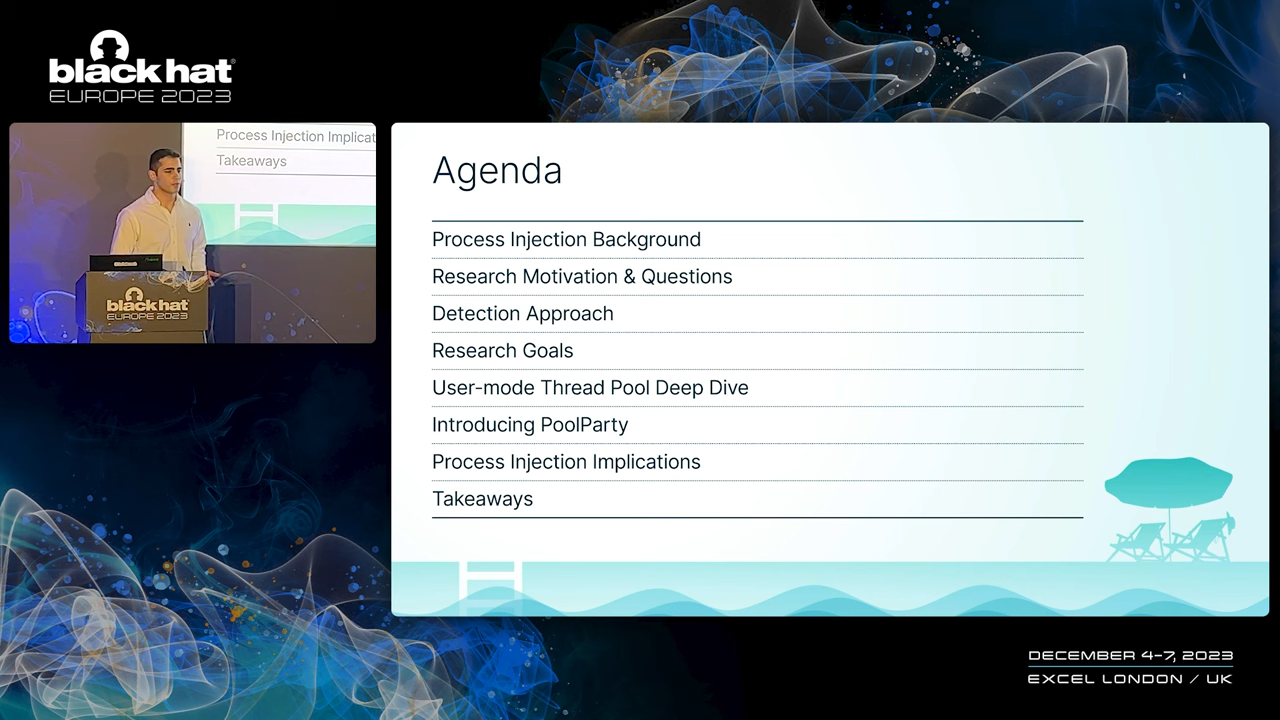 black hat
EUROPE 2023
Process Injection Implicat
Takeaways
black hat
EUROPE 2023
Agenda
Process Injection Background
Research Motivation & Questions
Detection Approach
Research Goals
User-mode Thread Pool Deep Dive
Introducing PoolParty
Process Injection Implications
Takeaways
DECEMBER 4-7, 2023
EXCEL LONDON / UK